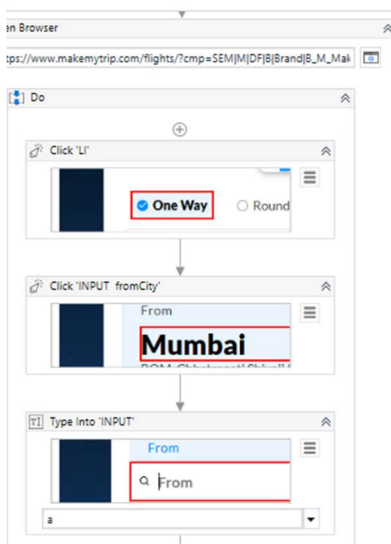 en Browser
tps://www.makemytrip.com/flights/?cmp=SEM|M|DF|B|Brand|B_M_Mak
Do
Click 'LI'
One Way
Round
Click 'INPUT fromCity'
From
Mumbai
Type Into 'INPUT'
From
From
a